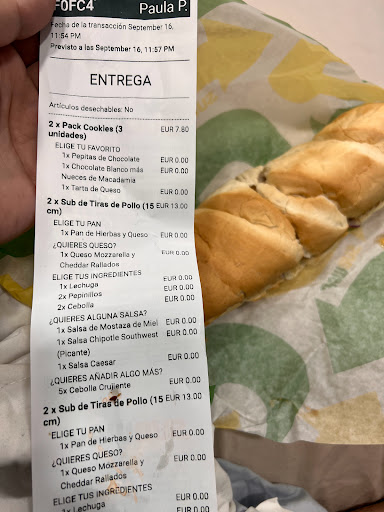 F0FC4 Paula P.
Fecha de la transacción September 16,
11:54 PM
Previsto a las September 16, 11:57 PM
ENTREGA
Artículos desechables: No
2 x Pack Cookies (3 EUR 7.80
unidades)
ELIGE TU FAVORITO
1x Pepitas de Chocolate EUR 0.00
1x Chocolate Blanco más EUR 0.00
Nueces de Macadamia
1x Tarta de Queso EUR 0.00
2 x Sub de Tiras de Pollo (15 EUR 13.00
cm)
ELIGE TU PAN
1x Pan de Hierbas y Queso EUR 0.00
¿QUIERES QUESO?
1x Queso Mozzarella y EUR 0.00
Cheddar Rallados
ELIGE TUS INGREDIENTES
1x Lechuga EUR 0.00
2x Pepinillos EUR 0.00
2x Cebolla EUR 0.00
¿QUIERES ALGUNA SALSA?
1x Salsa de Mostaza de Miel EUR 0.00
1x Salsa Chipotle Southwest EUR 0.00
(Picante)
1x Salsa Caesar EUR 0.00
¿QUIERES AÑADIR ALGO MÁS?
5x Cebolla Crujiente EUR 0.00
2 x Sub de Tiras de Pollo (15 EUR 13.00
cm)
ELIGE TU PAN
1x Pan de Hierbas y Queso EUR 0.00
¿QUIERES QUESO?
1x Queso Mozzarella y EUR 0.00
Cheddar Rallados
ELIGE TUS INGREDIENTES
1x Lechuga EUR 0.00